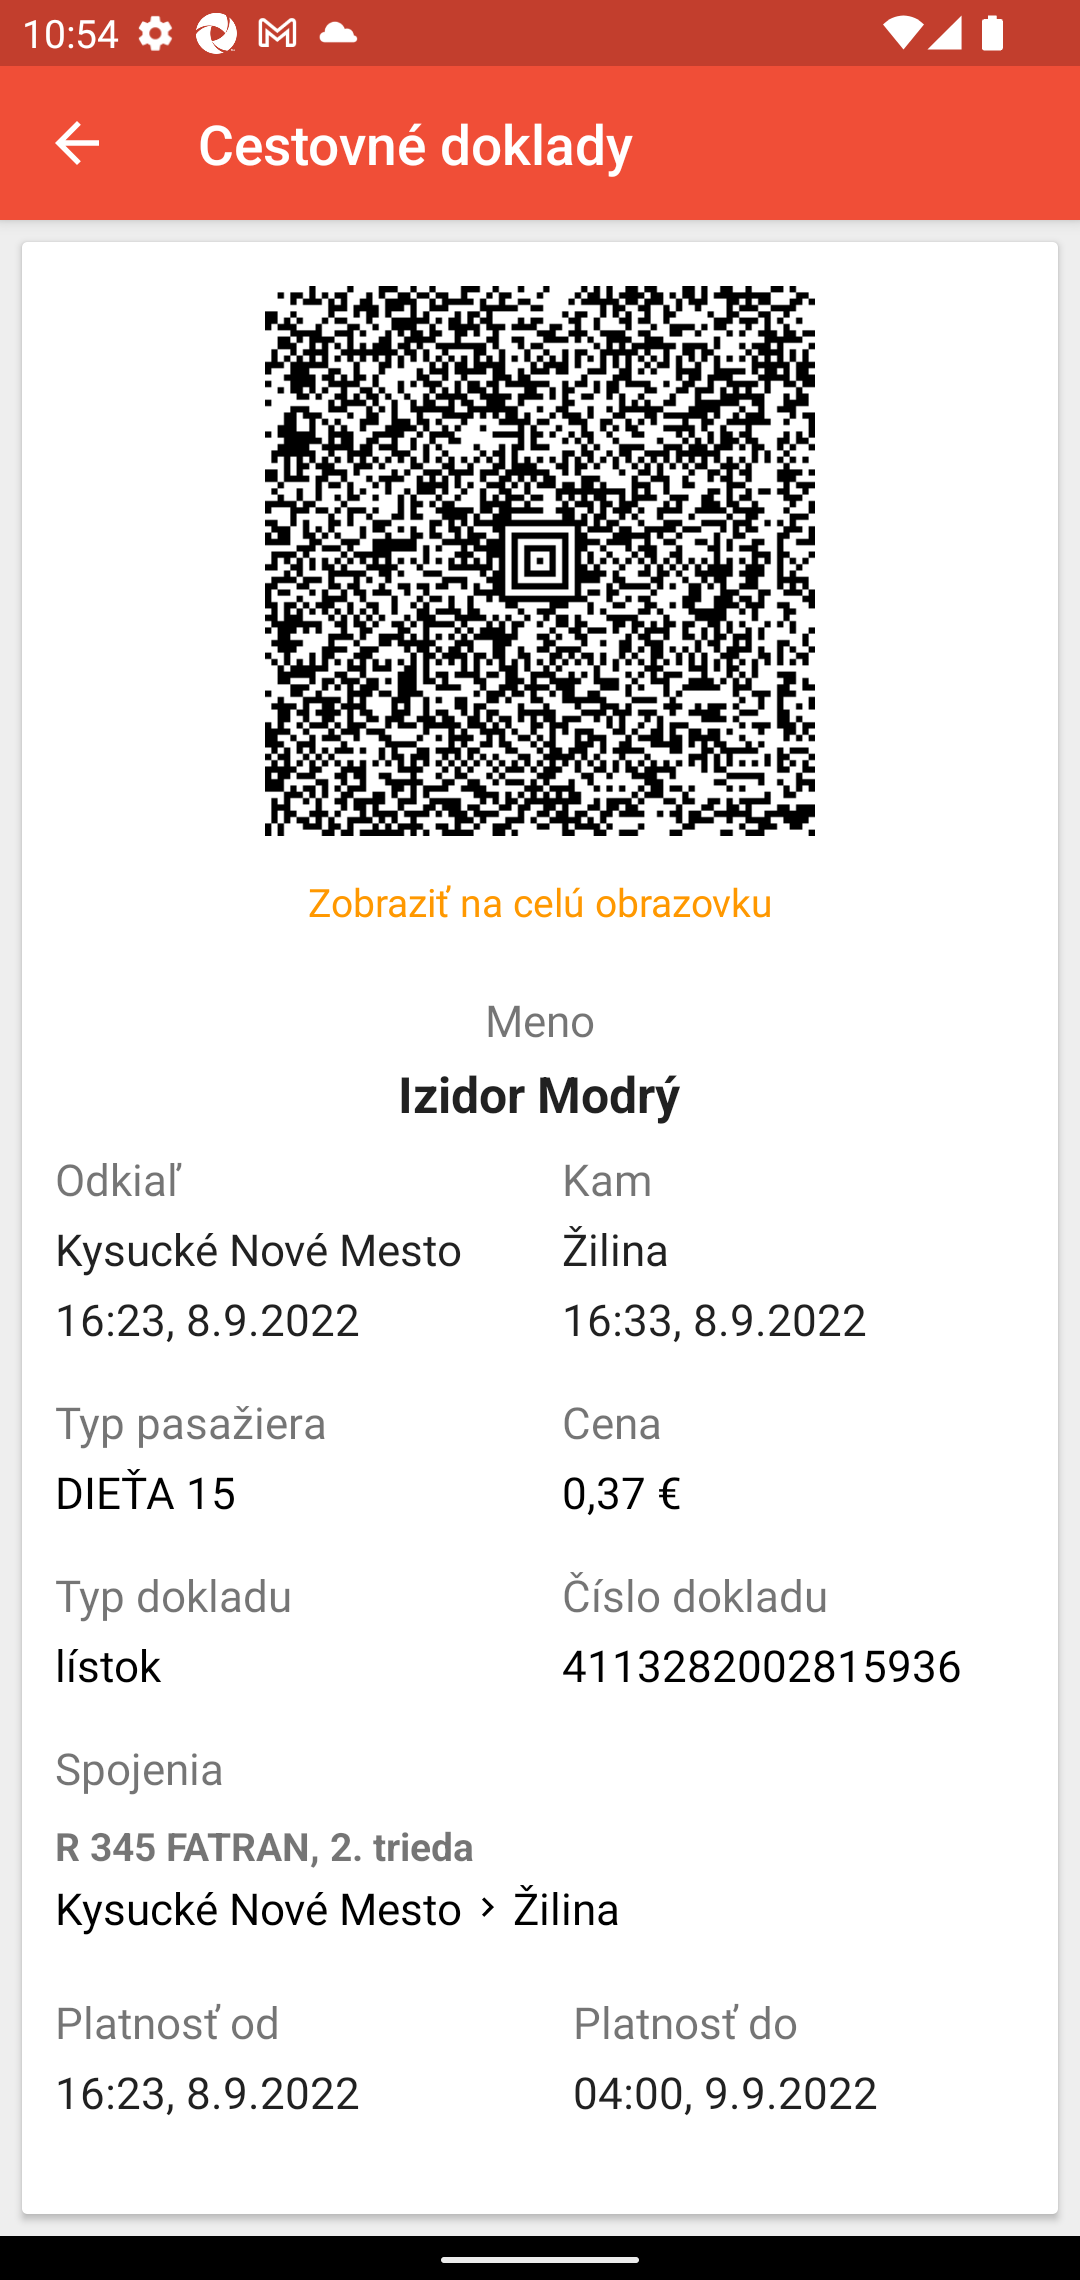 10:54
Cestovné doklady
Zobraziť na celú obrazovku
Meno
Izidor Modrý
Odkiaľ
Kam
Kysucké Nové Mesto
Žilina
16:23, 8.9.2022
16:33, 8.9.2022
Typ pasažiera
Cena
DIEŤA 15
0,37 €
Typ dokladu
Číslo dokladu
lístok
4113282002815936
Spojenia
R 345 FATRAN, 2. trieda
Kysucké Nové Mesto > Žilina
Platnosť od
Platnosť do
16:23, 8.9.2022
04:00, 9.9.2022